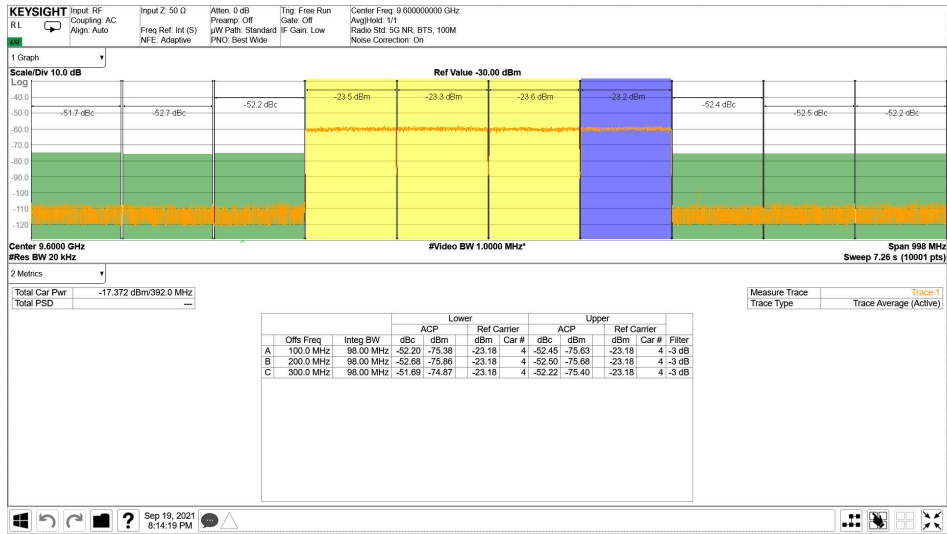 KEYSIGHT Input: RF Input Z: 50 Ω Atten: 0 dB Trig: Free Run Center Freq: 9.600000000 GHz
Coupling: AC Preamp: Off Gate: Off Avg|Hold: 1/1
RL Align: Auto Freq Ref: Int (S) µW Path: Standard IF Gain: Low Radio Std: 5G NR, BTS, 100M
NFE: Adaptive PNO: Best Wide Noise Correction: On
1 Graph
Scale/Div 10.0 dB Ref Value -30.00 dBm
Log
-40.0 -23.5 dBm -23.3 dBm -23.6 dBm -23.2 dBm
-52.2 dBc -52.4 dBc
-50.0 -51.7 dBc -52.7 dBc -52.5 dBc -52.2 dBc
-60.0
-70.0
-80.0
-90.0
-100
-110
-120
Center 9.6000 GHz #Video BW 1.0000 MHz* Span 998 MHz
#Res BW 20 kHz Sweep 7.26 s (10001 pts)
2 Metrics
Total Car Pwr -17.372 dBm/392.0 MHz Measure Trace Trace 1
Total PSD --- Trace Type Trace Average (Active)
Lower Upper
ACP Ref Carrier ACP Ref Carrier
Offs Freq Integ BW dBc dBm dBm Car # dBc dBm dBm Car # Filter
A 100.0 MHz 98.00 MHz -52.20 -75.38 -23.18 4 -52.45 -75.63 -23.18 4 -3 dB
B 200.0 MHz 98.00 MHz -52.68 -75.86 -23.18 4 -52.50 -75.68 -23.18 4 -3 dB
C 300.0 MHz 98.00 MHz -51.69 -74.87 -23.18 4 -52.22 -75.40 -23.18 4 -3 dB
? Sep 19, 2021
8:14:19 PM